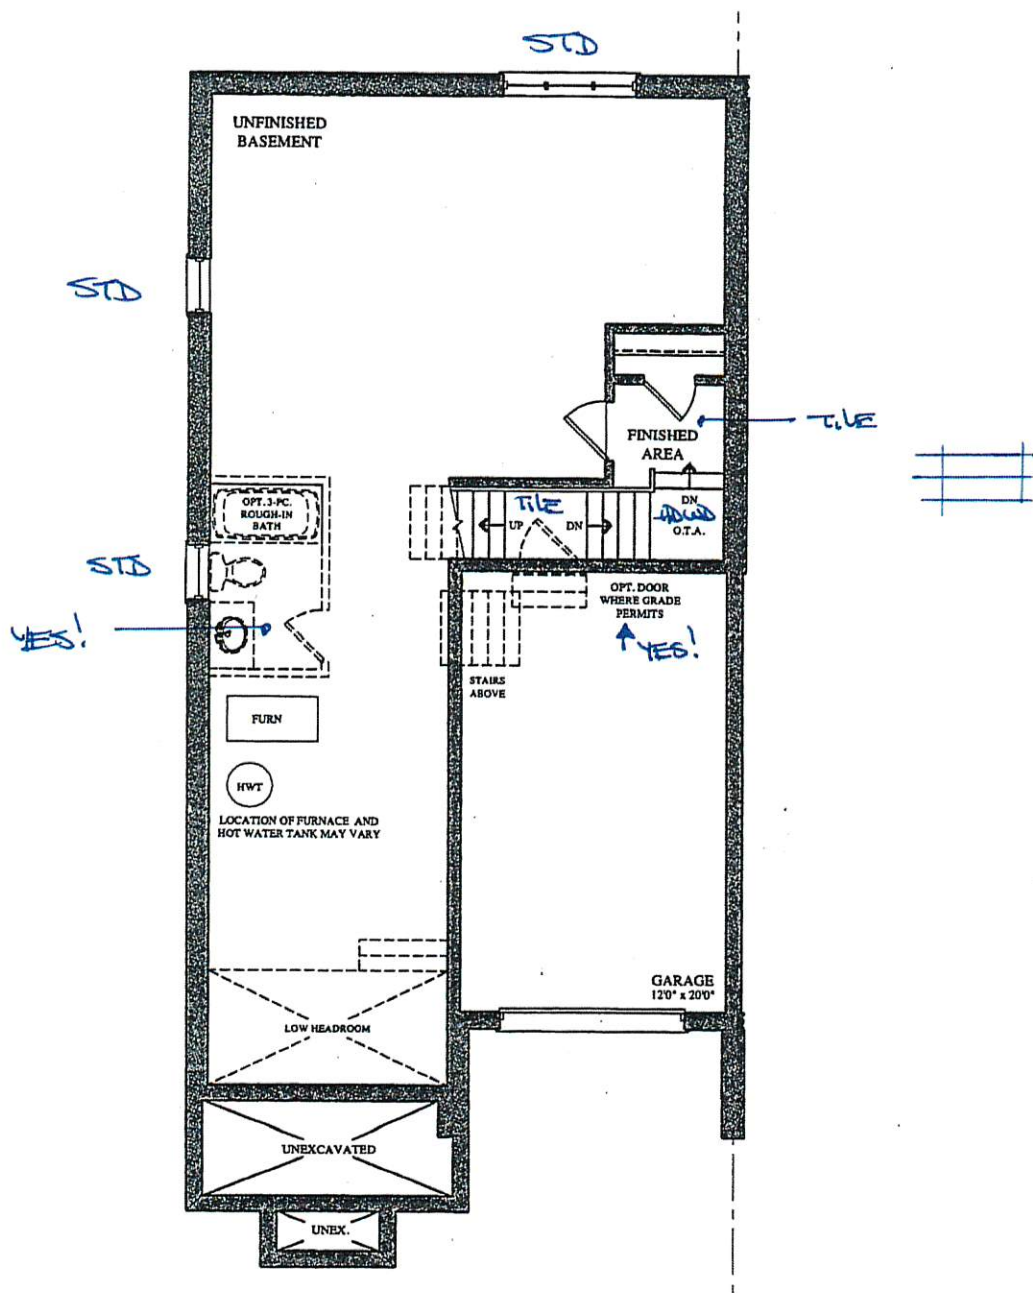 STD
UNFINISHED
BASEMENT
STD
TILE
FINISHED
AREA
OPT. 3-PC.
ROUGH-IN
BATH
TILE
UP
DN
DN
HDWD
O.T.A.
STD
OPT. DOOR
WHERE GRADE
PERMITS
YES!
YES!
STAIRS
ABOVE
FURN
HWT
LOCATION OF FURNACE AND
HOT WATER TANK MAY VARY
GARAGE
12'0" x 20'0"
LOW HEADROOM
UNEXCAVATED
UNEX.